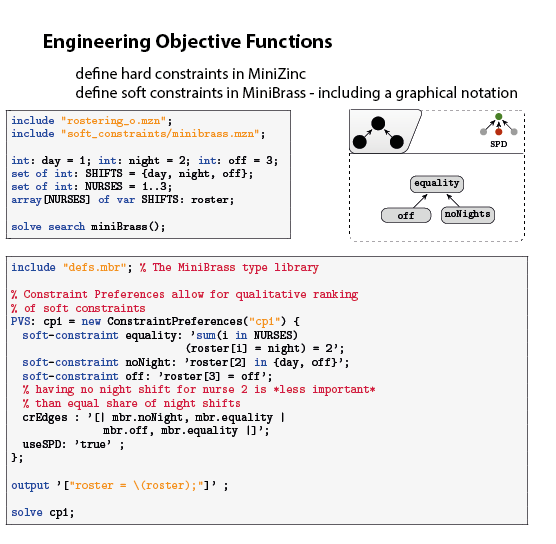 Engineering Objective Functions
define hard constraints in MiniZinc
define soft constraints in MiniBrass - including a graphical notation
include "rostering_o.mzn";
include "soft_constraints/minibrass.mzn";
int: day = 1; int: night = 2; int: off = 3;
set of int: SHIFTS = {day, night, off};
set of int: NURSES = 1..3;
array[NURSES] of var SHIFTS: roster;
solve search miniBrass();
SPD
equality
off
noNights
include "defs.mbr"; % The MiniBrass type library
% Constraint Preferences allow for qualitative ranking
% of soft constraints
PVS: cp1 = new ConstraintPreferences("cp1") {
soft-constraint equality: 'sum(i in NURSES)
(roster[i] = night) = 2';
soft-constraint noNight: 'roster[2] in {day, off}';
soft-constraint off: 'roster[3] = off';
% having no night shift for nurse 2 is *less important*
% than equal share of night shifts
crEdges : '[| mbr.noNight, mbr.equality |
mbr.off, mbr.equality |]';
useSPD: 'true' ;
};
output '["roster = \(roster);"]' ;
solve cp1;